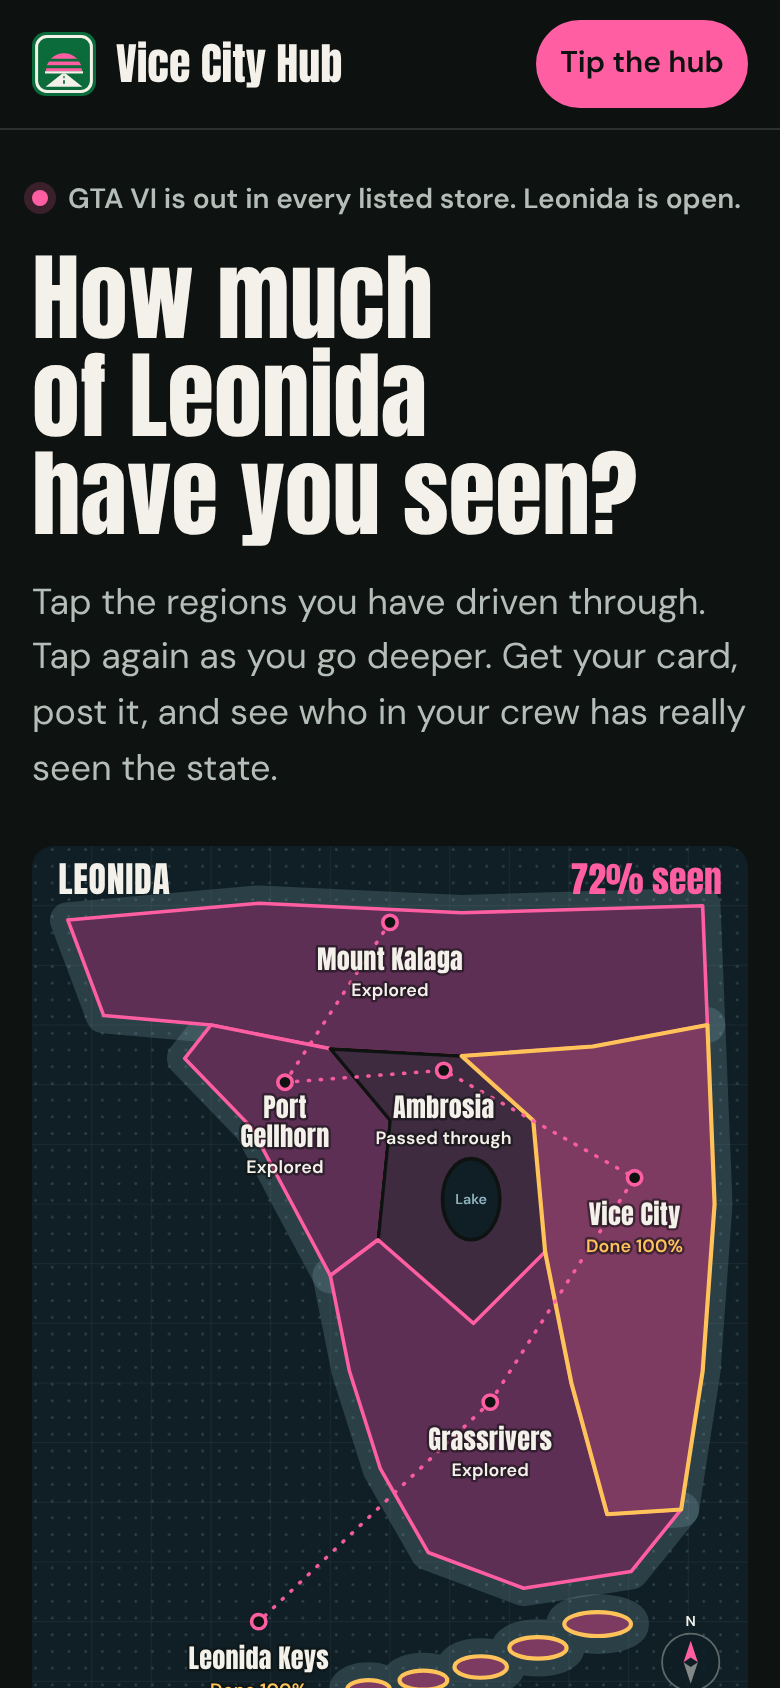 Vice City Hub
Tip the hub
GTA VI is out in every listed store. Leonida is open.
How much
of Leonida
have you seen?
Tap the regions you have driven through.
Tap again as you go deeper. Get your card,
post it, and see who in your crew has really
seen the state.
LEONIDA
72% seen
Mount Kalaga
Explored
Port
Gellhorn
Explored
Ambrosia
Passed through
Lake
Vice City
Done 100%
Grassrivers
Explored
N
Leonida Keys
Done 100%